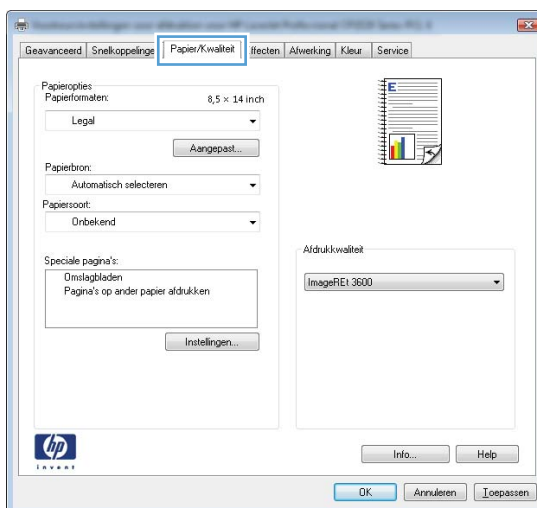 Geavanceerd Snelkoppelinge Papier/Kwaliteit ffecten Afwerking Kleur Service
Papieropties
Papierformaten: 8,5 × 14 inch
Legal
Aangepast...
Papierbron:
Automatisch selecteren
Papiersoort:
Onbekend
Speciale pagina's:
Omslagbladen
Pagina's op ander papier afdrukken
Instellingen...
E
Afdrukkwaliteit
ImageREt 3600
hp
invent
Info... Help
OK Annuleren Toepassen